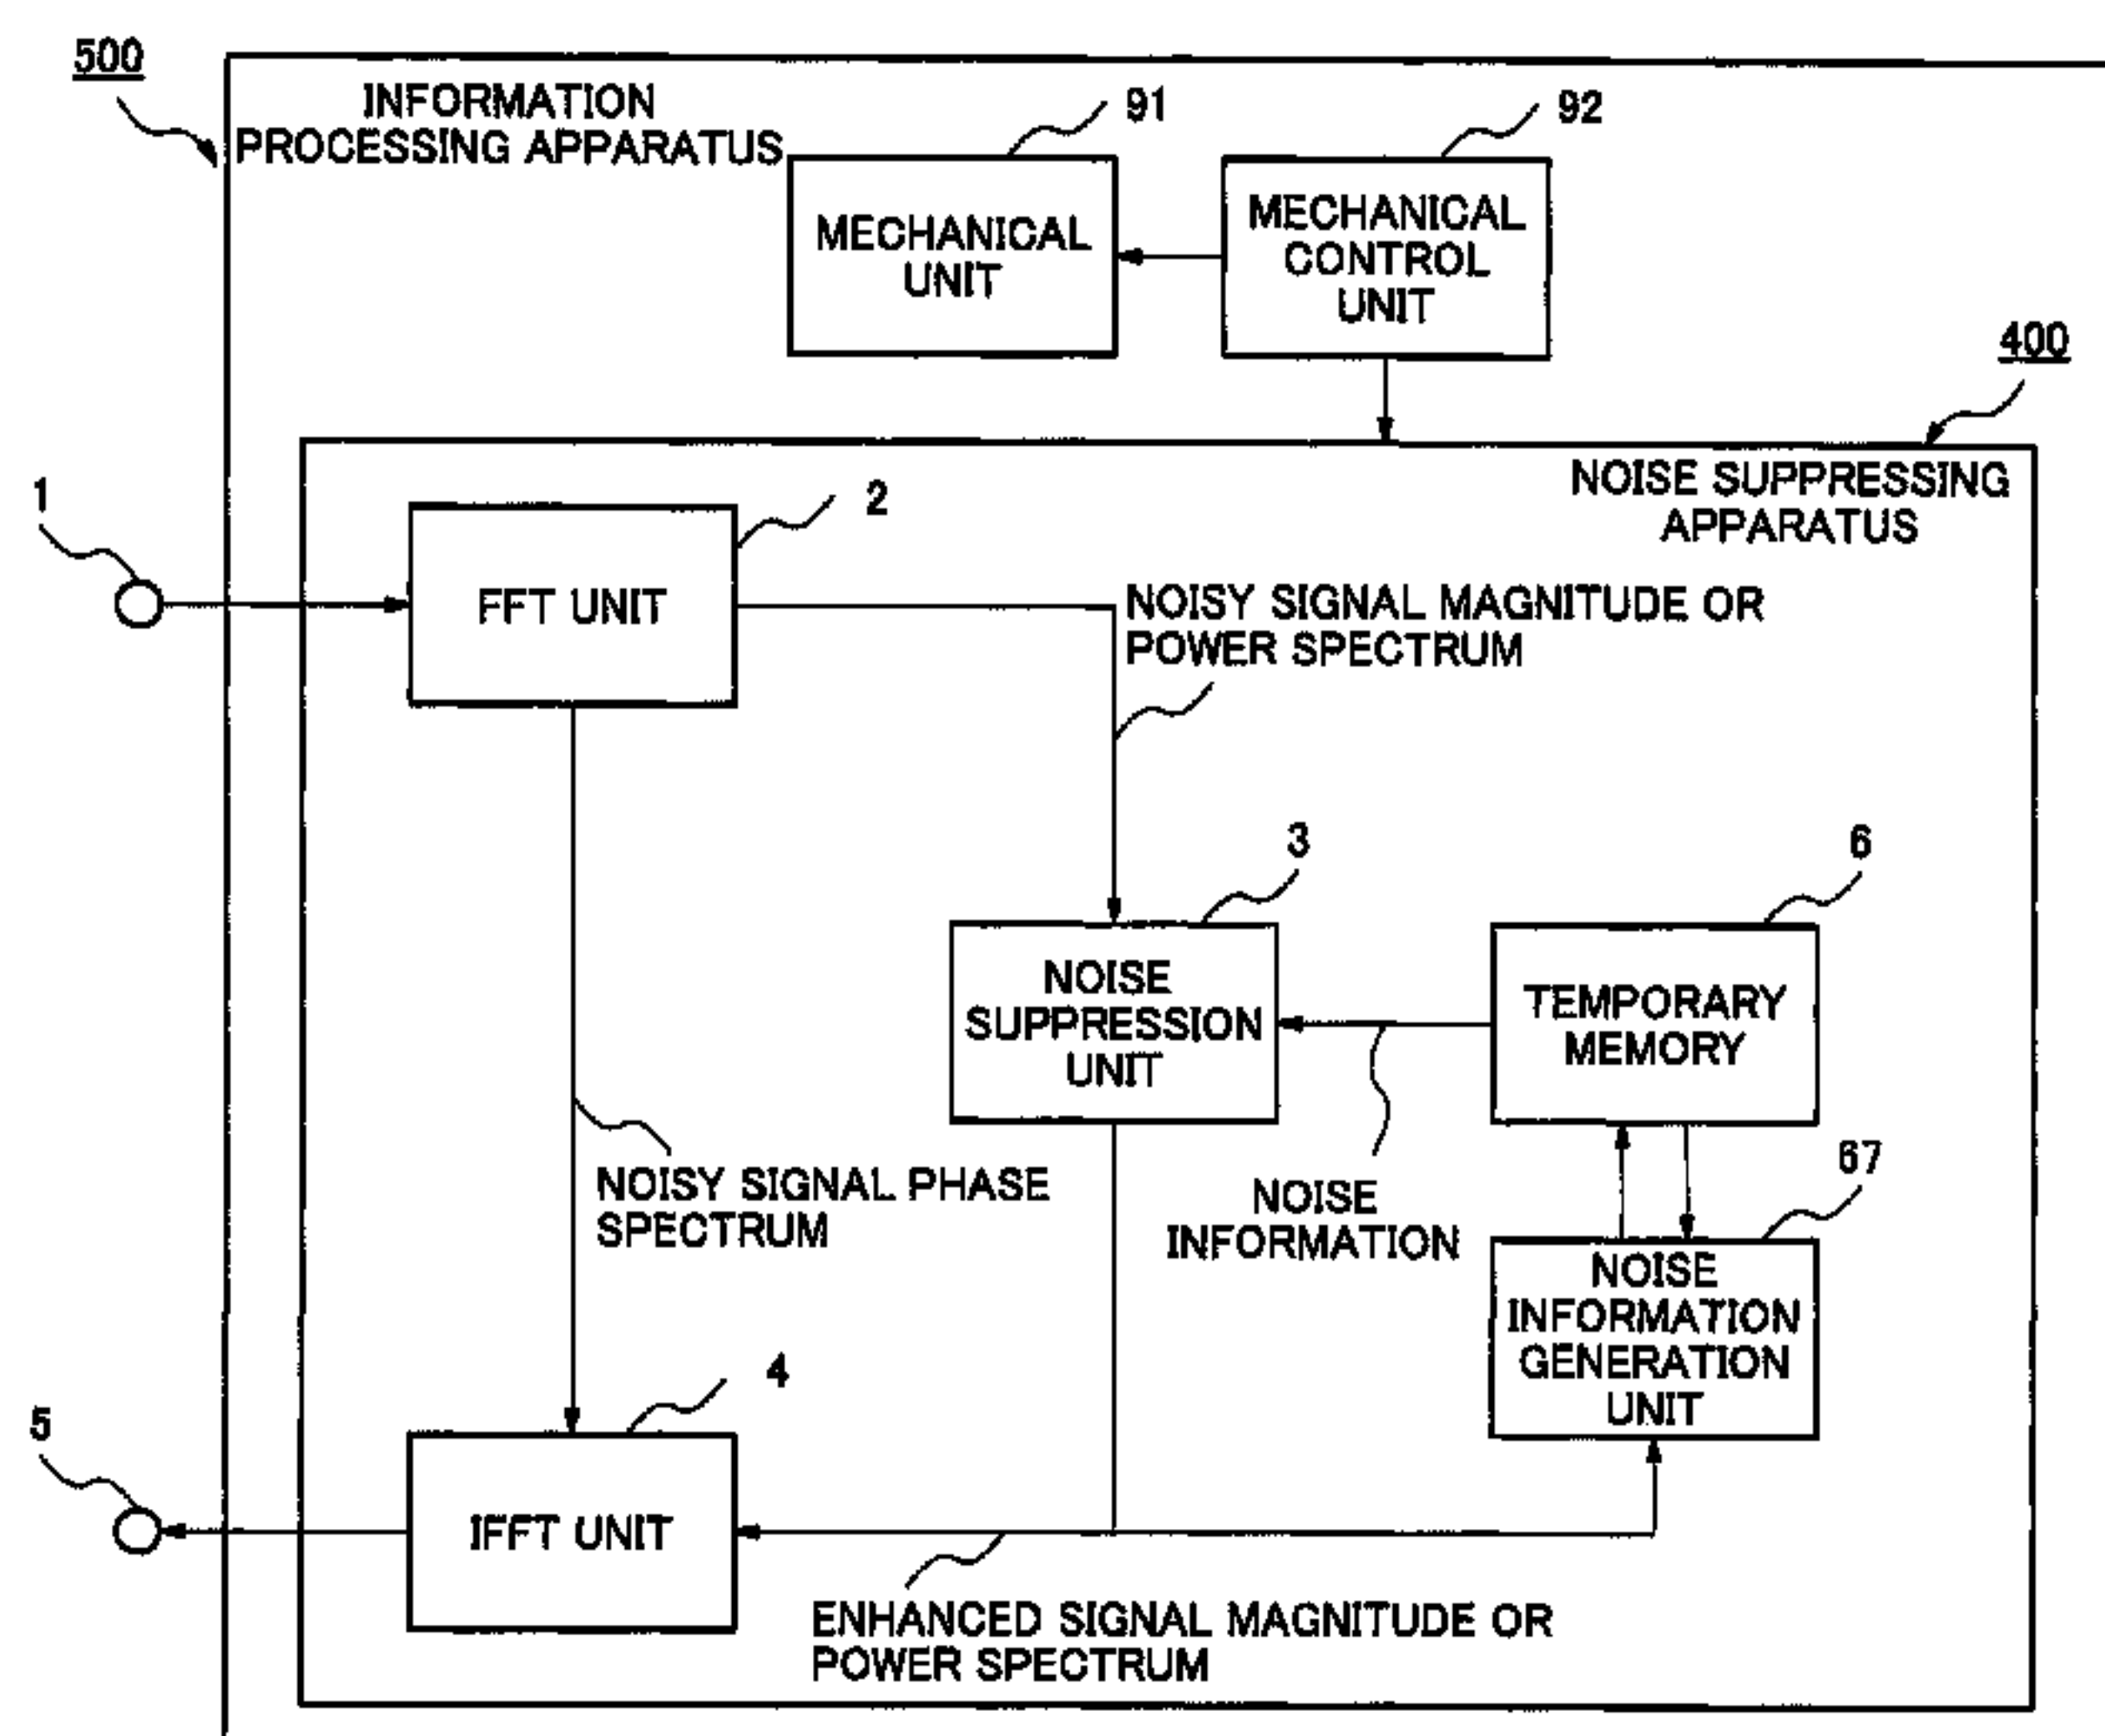 500
INFORMATION
PROCESSING APPARATUS
91
92
MECHANICAL
UNIT
MECHANICAL
CONTROL
UNIT
400
NOISE SUPPRESSING
APPARATUS
1
2
FFT UNIT
NOISY SIGNAL MAGNITUDE OR
POWER SPECTRUM
3
6
NOISE
SUPPRESSION
UNIT
TEMPORARY
MEMORY
NOISY SIGNAL PHASE
SPECTRUM
NOISE
INFORMATION
67
NOISE
INFORMATION
GENERATION
UNIT
4
5
IFFT UNIT
ENHANCED SIGNAL MAGNITUDE OR
POWER SPECTRUM